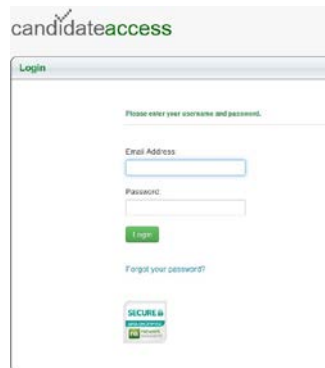 candidateaccess
Login
Please enter your username and password.
Email Address:
Password:
Login
Forgot your password?
SECURE